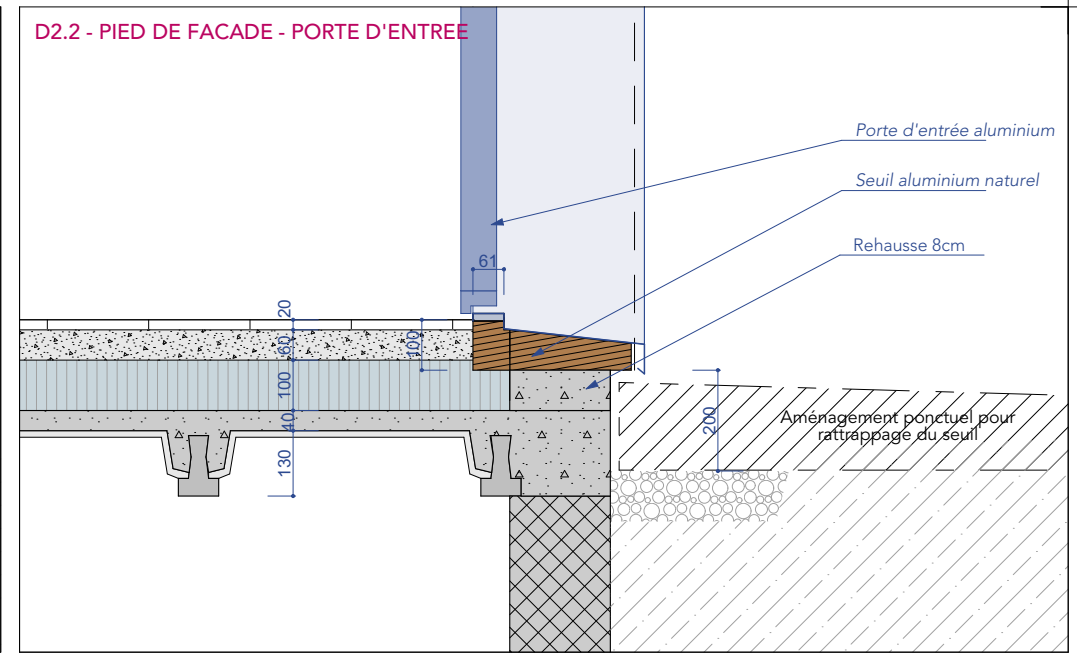 D2.2 - PIED DE FACADE - PORTE D'ENTREE
Porte d'entrée aluminium
Seuil aluminium naturel
Rehausse 8cm
61
20
60
100
100
40
130
200
Aménagement ponctuel pour
rattrappage du seuil